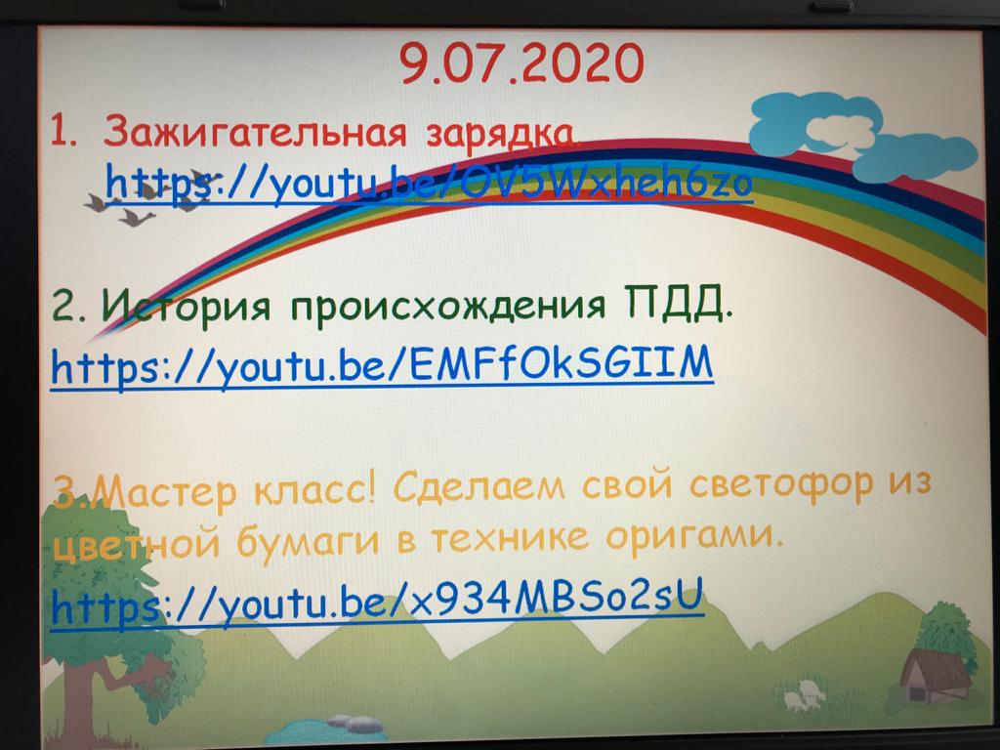 9.07.2020
1. Зажигательная зарядка.
https://youtu.be/OV5Wxheh6zo
2. История происхождения ПДД.
https://youtu.be/EMFfOkSGIIM
3.Мастер класс! Сделаем свой светофор из
цветной бумаги в технике оригами.
https://youtu.be/x934MBSo2sU